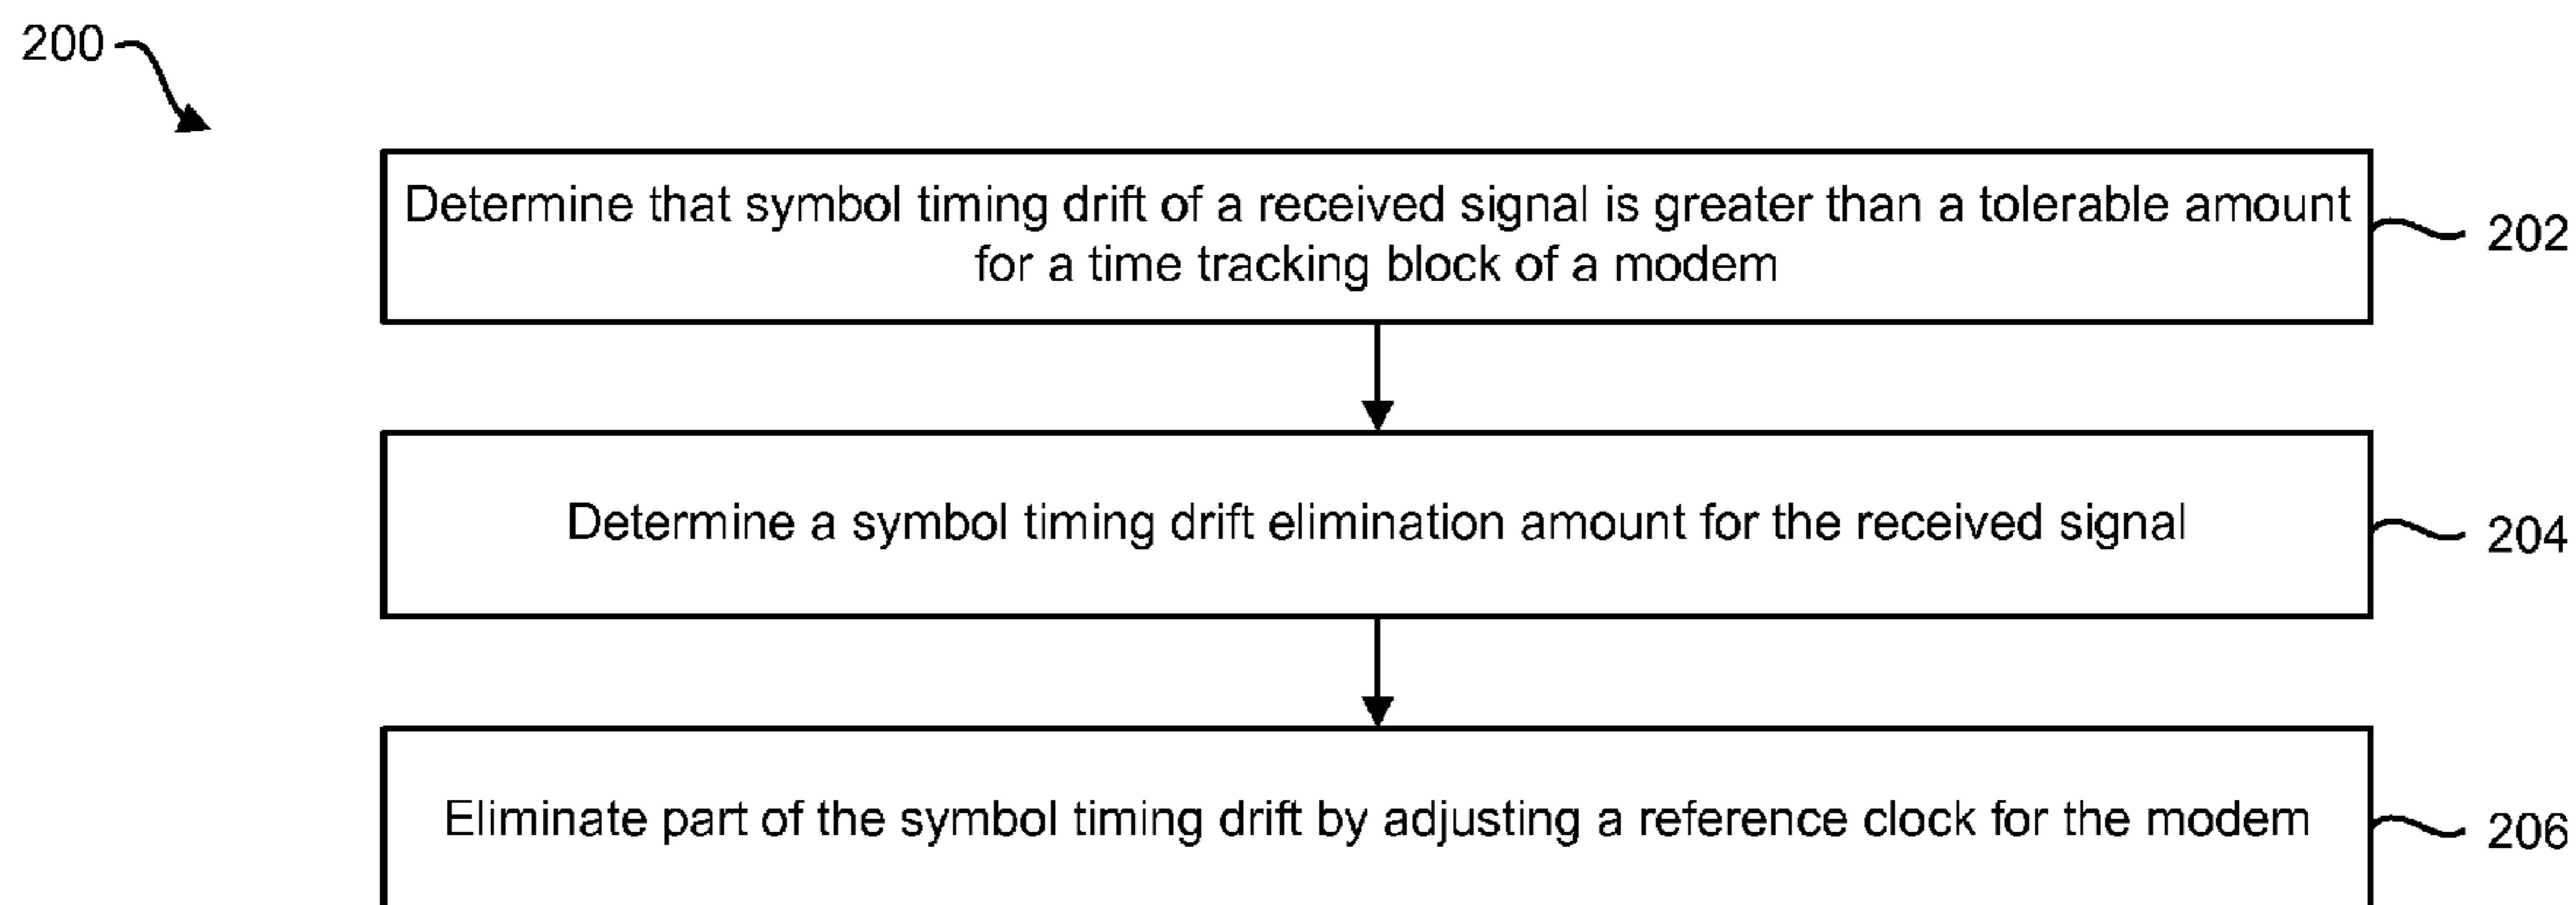 200
Determine that symbol timing drift of a received signal is greater than a tolerable amount
for a time tracking block of a modem
202
Determine a symbol timing drift elimination amount for the received signal
204
Eliminate part of the symbol timing drift by adjusting a reference clock for the modem
206